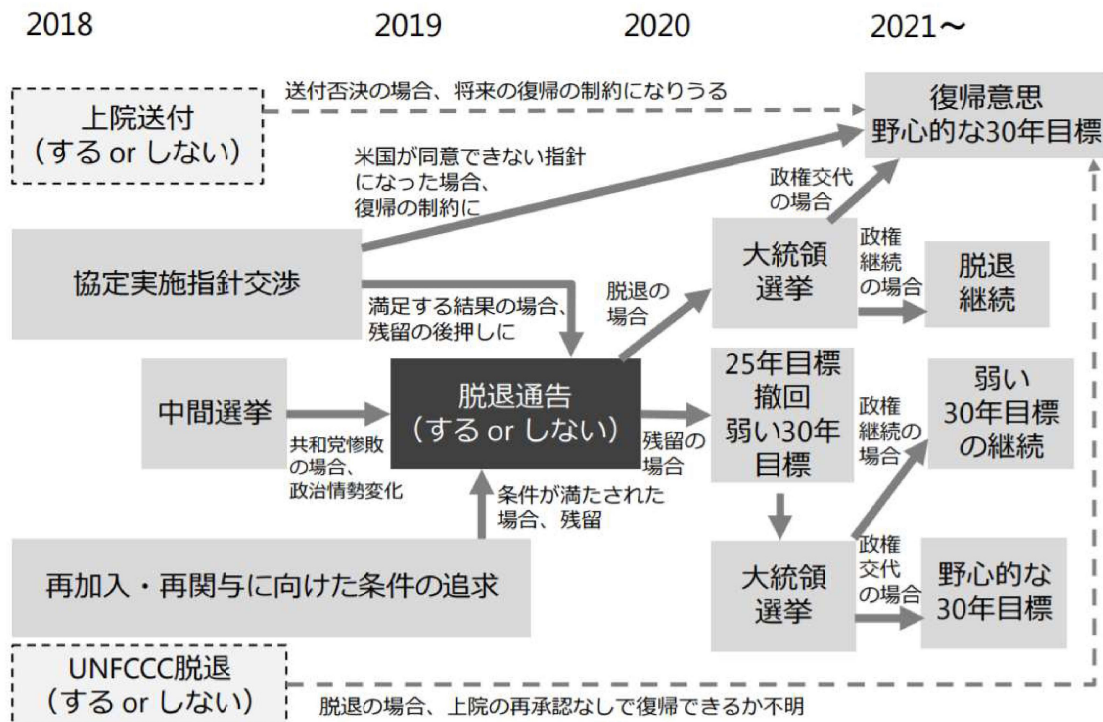 2018
2019
2020
2021～
上院送付
（する or しない）
送付否決の場合、将来の復帰の制約になりうる
復帰意思
野心的な30年目標
米国が同意できない指針
になった場合、
復帰の制約に
政権交代
の場合
協定実施指針交渉
満足する結果の場合、
残留の後押しに
脱退の
場合
大統領
選挙
政権
継続
の場合
脱退
継続
中間選挙
共和党惨敗
の場合、
政治情勢変化
脱退通告
（する or しない）
残留の
場合
25年目標
撤回
弱い30年
目標
政権
継続の
場合
弱い
30年目標
の継続
条件が満たされた
場合、残留
再加入・再関与に向けた条件の追求
大統領
選挙
政権
交代
の場合
野心的な
30年目標
UNFCCC脱退
（する or しない）
脱退の場合、上院の再承認なしで復帰できるか不明